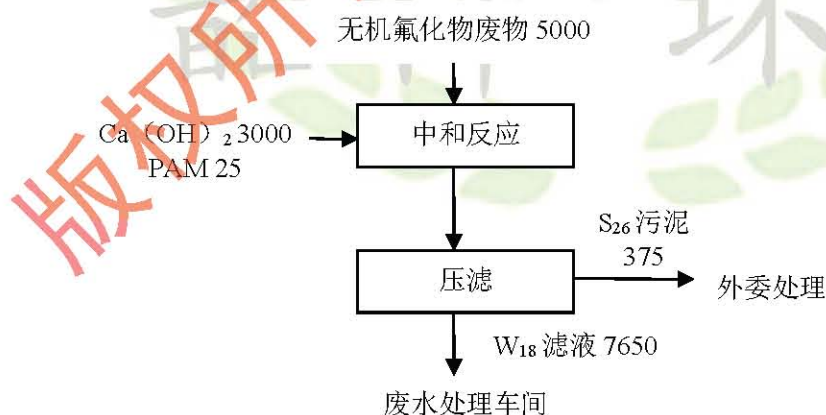 无机氟化物废物 5000
Ca（OH）₂ 3000
PAM 25
中和反应
S₂₆ 污泥
375
压滤
外委处理
W₁₈ 滤液 7650
废水处理车间
版权所